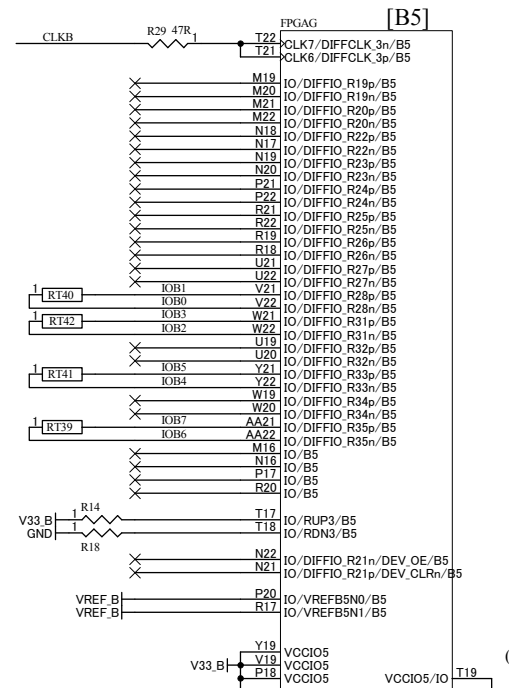 FPGAG [B5]
CLKB R29 47R 1 T22 CLK7/DIFFCLK_3n/B5
T21 CLK6/DIFFCLK_3p/B5
M19 IO/DIFFIO_R19p/B5
M20 IO/DIFFIO_R19n/B5
M21 IO/DIFFIO_R20p/B5
M22 IO/DIFFIO_R20n/B5
N18 IO/DIFFIO_R22p/B5
N17 IO/DIFFIO_R22n/B5
N19 IO/DIFFIO_R23p/B5
N20 IO/DIFFIO_R23n/B5
P21 IO/DIFFIO_R24p/B5
P22 IO/DIFFIO_R24n/B5
R21 IO/DIFFIO_R25p/B5
R22 IO/DIFFIO_R25n/B5
R19 IO/DIFFIO_R26p/B5
R18 IO/DIFFIO_R26n/B5
U21 IO/DIFFIO_R27p/B5
U22 IO/DIFFIO_R27n/B5
1 RT40 IOB1 V21 IO/DIFFIO_R28p/B5
IOB0 V22 IO/DIFFIO_R28n/B5
1 RT42 IOB3 W21 IO/DIFFIO_R31p/B5
IOB2 W22 IO/DIFFIO_R31n/B5
U19 IO/DIFFIO_R32p/B5
U20 IO/DIFFIO_R32n/B5
1 RT41 IOB5 Y21 IO/DIFFIO_R33p/B5
IOB4 Y22 IO/DIFFIO_R33n/B5
W19 IO/DIFFIO_R34p/B5
W20 IO/DIFFIO_R34n/B5
1 RT39 IOB7 AA21 IO/DIFFIO_R35p/B5
IOB6 AA22 IO/DIFFIO_R35n/B5
M16 IO/B5
N16 IO/B5
P17 IO/B5
R20 IO/B5
V33_B 1 R14 T17 IO/RUP3/B5
GND 1 R18 T18 IO/RDN3/B5
N22 IO/DIFFIO_R21n/DEV_OE/B5
N21 IO/DIFFIO_R21p/DEV_CLRn/B5
VREF_B P20 IO/VREFB5N0/B5
VREF_B R17 IO/VREFB5N1/B5
Y19 VCCIO5
V33_B V19 VCCIO5
P18 VCCIO5 VCCIO5/IO T19